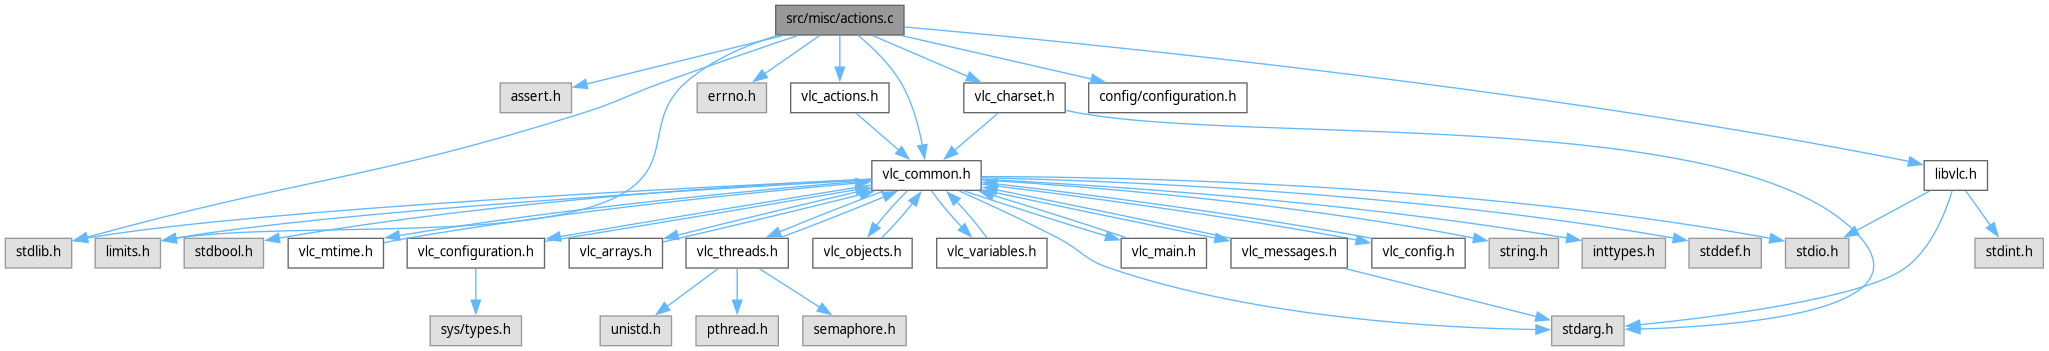 src/misc/actions.c
assert.h
errno.h
vlc_actions.h
vlc_charset.h
config/configuration.h
vlc_common.h
libvlc.h
stdlib.h
limits.h
stdbool.h
vlc_mtime.h
vlc_configuration.h
vlc_arrays.h
vlc_threads.h
vlc_objects.h
vlc_variables.h
vlc_main.h
vlc_messages.h
vlc_config.h
string.h
inttypes.h
stddef.h
stdio.h
stdint.h
sys/types.h
unistd.h
pthread.h
semaphore.h
stdarg.h